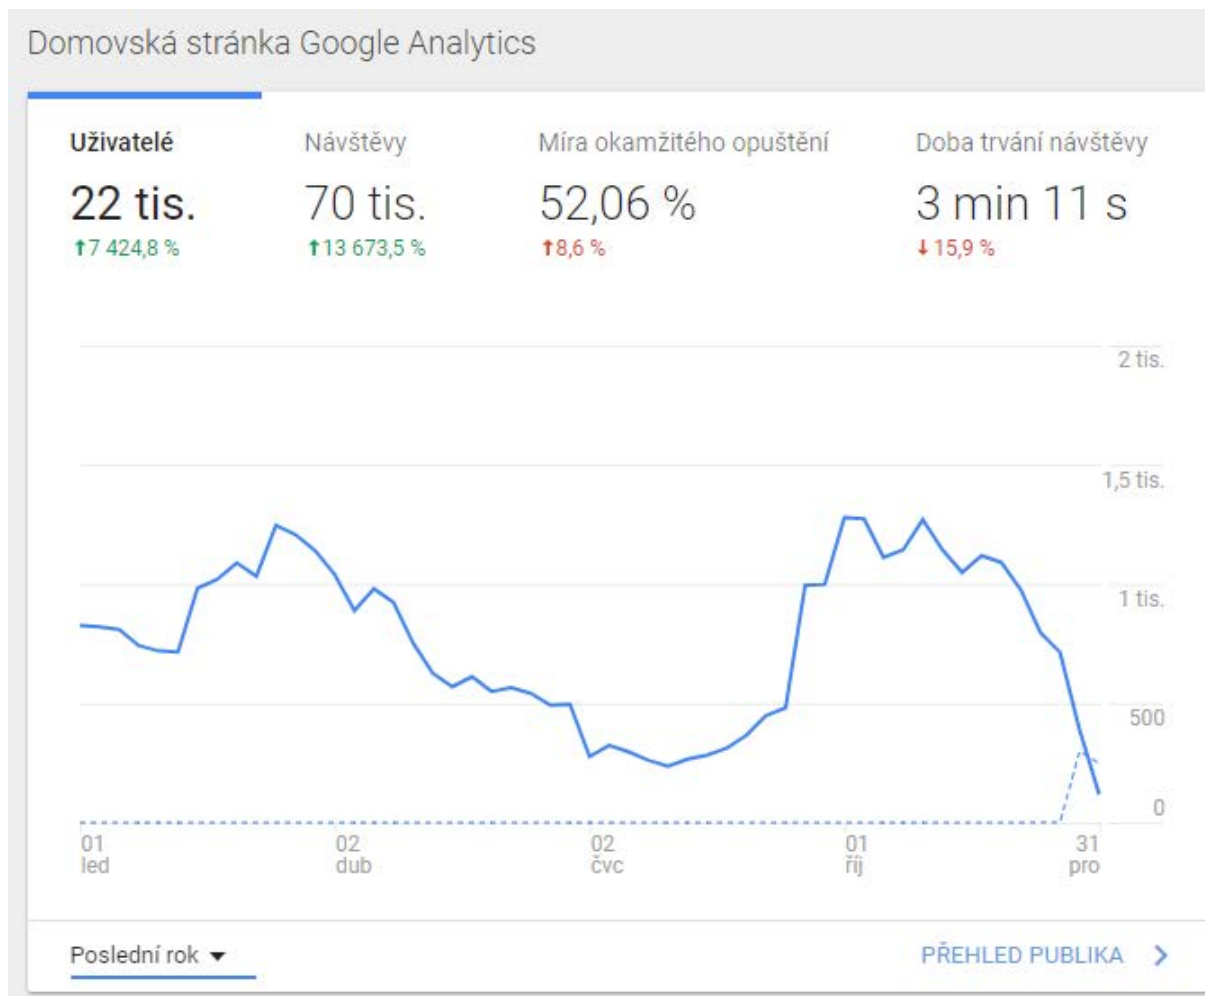 Domovská stránka Google Analytics
Uživatelé Návštěvy Míra okamžitého opuštění Doba trvání návštěvy
22 tis. 70 tis. 52,06 % 3 min 11 s
↑7 424,8 % ↑13 673,5 % ↑8,6 % ↓15,9 %
2 tis.
1,5 tis.
1 tis.
500
0
01 02 02 01 31
led dub čvc říj pro
Poslední rok PŘEHLED PUBLIKA